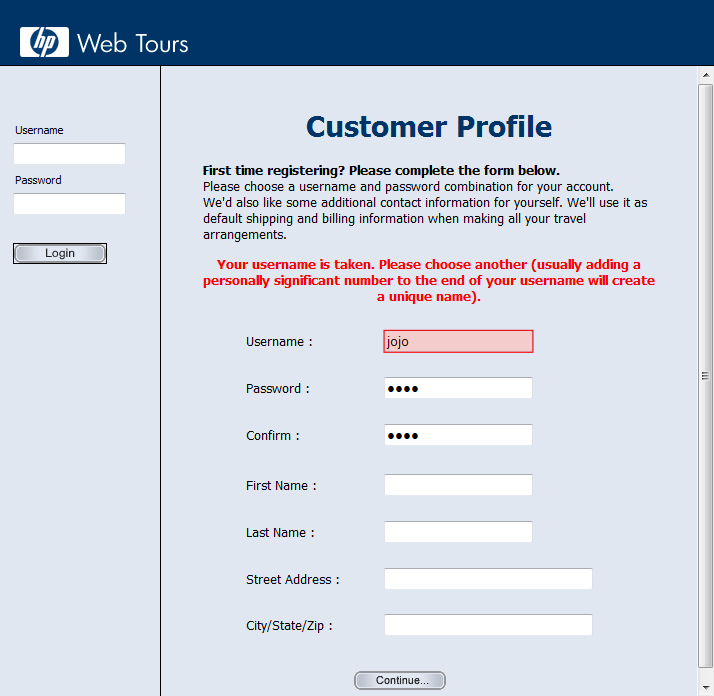 hp Web Tours
Username
Password
Login
Customer Profile
First time registering? Please complete the form below.
Please choose a username and password combination for your account.
We'd also like some additional contact information for yourself. We'll use it as
default shipping and billing information when making all your travel
arrangements.
Your username is taken. Please choose another (usually adding a
personally significant number to the end of your username will create
a unique name).
Username :
jojo
Password :
••••
Confirm :
••••
First Name :
Last Name :
Street Address :
City/State/Zip :
Continue...